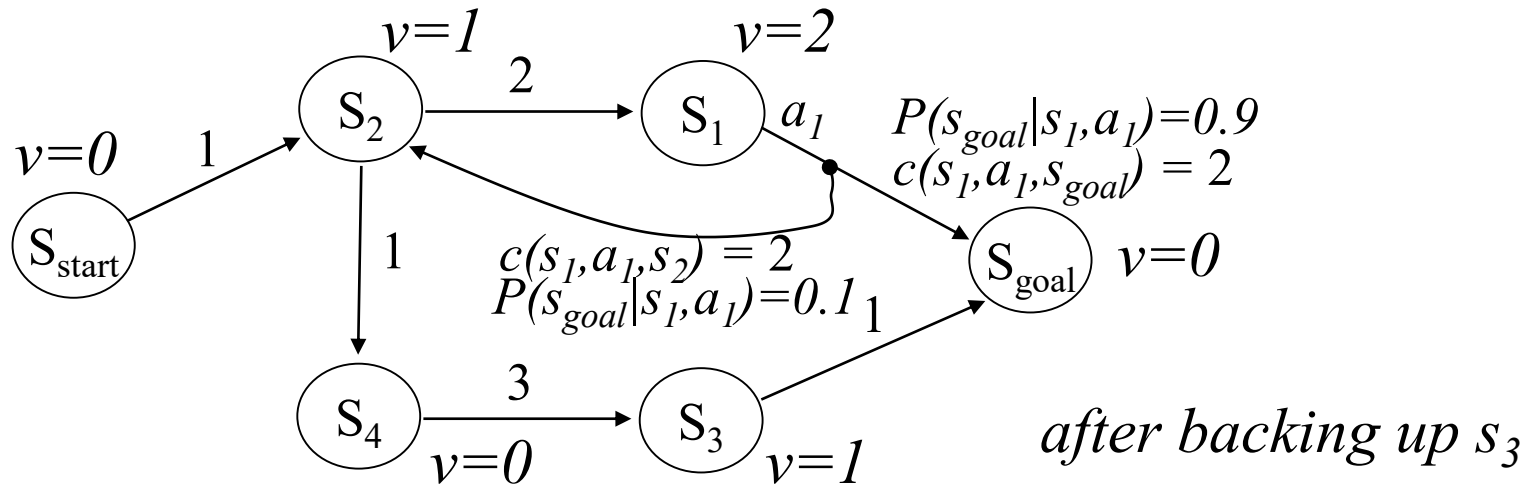 v=1
v=2
2
S2
S1
a1
P(sgoal|s1,a1)=0.9
c(s1,a1,sgoal) = 2
v=0
1
Sstart
1
c(s1,a1,s2) = 2
P(sgoal|s1,a1)=0.1
Sgoal
v=0
1
3
S4
S3
v=0
v=1
after backing up s3